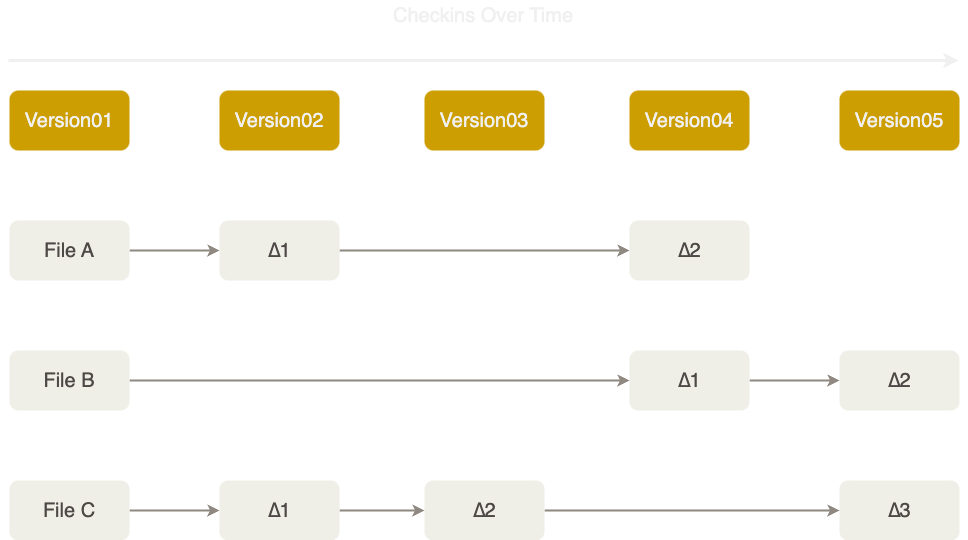 Checkins Over Time
Version01 Version02 Version03 Version04 Version05
File A Δ1 Δ2
File B Δ1 Δ2
File C Δ1 Δ2 Δ3